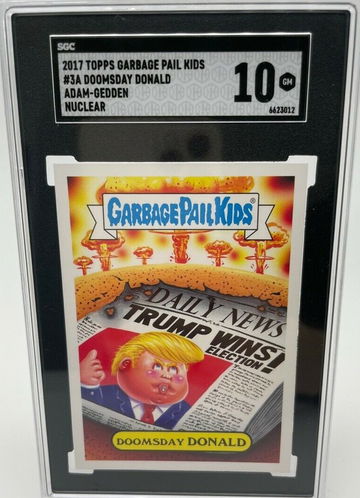 SGC
2017 TOPPS GARBAGE PAIL KIDS
#3A DOOMSDAY DONALD
ADAM-GEDDEN
NUCLEAR
10 GM
6623012
GARBAGE PAIL KIDS
DAILY NEWS
TRUMP WINS!
ELECTION!
DOOMSDAY DONALD